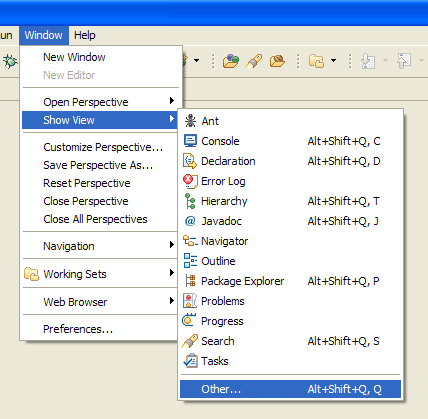 un Window Help
New Window
New Editor
Open Perspective
Show View
Customize Perspective...
Save Perspective As...
Reset Perspective
Close Perspective
Close All Perspectives
Navigation
Working Sets
Web Browser
Preferences...
Ant
Console Alt+Shift+Q, C
Declaration Alt+Shift+Q, D
Error Log
Hierarchy Alt+Shift+Q, T
Javadoc Alt+Shift+Q, J
Navigator
Outline
Package Explorer Alt+Shift+Q, P
Problems
Progress
Search Alt+Shift+Q, S
Tasks
Other... Alt+Shift+Q, Q